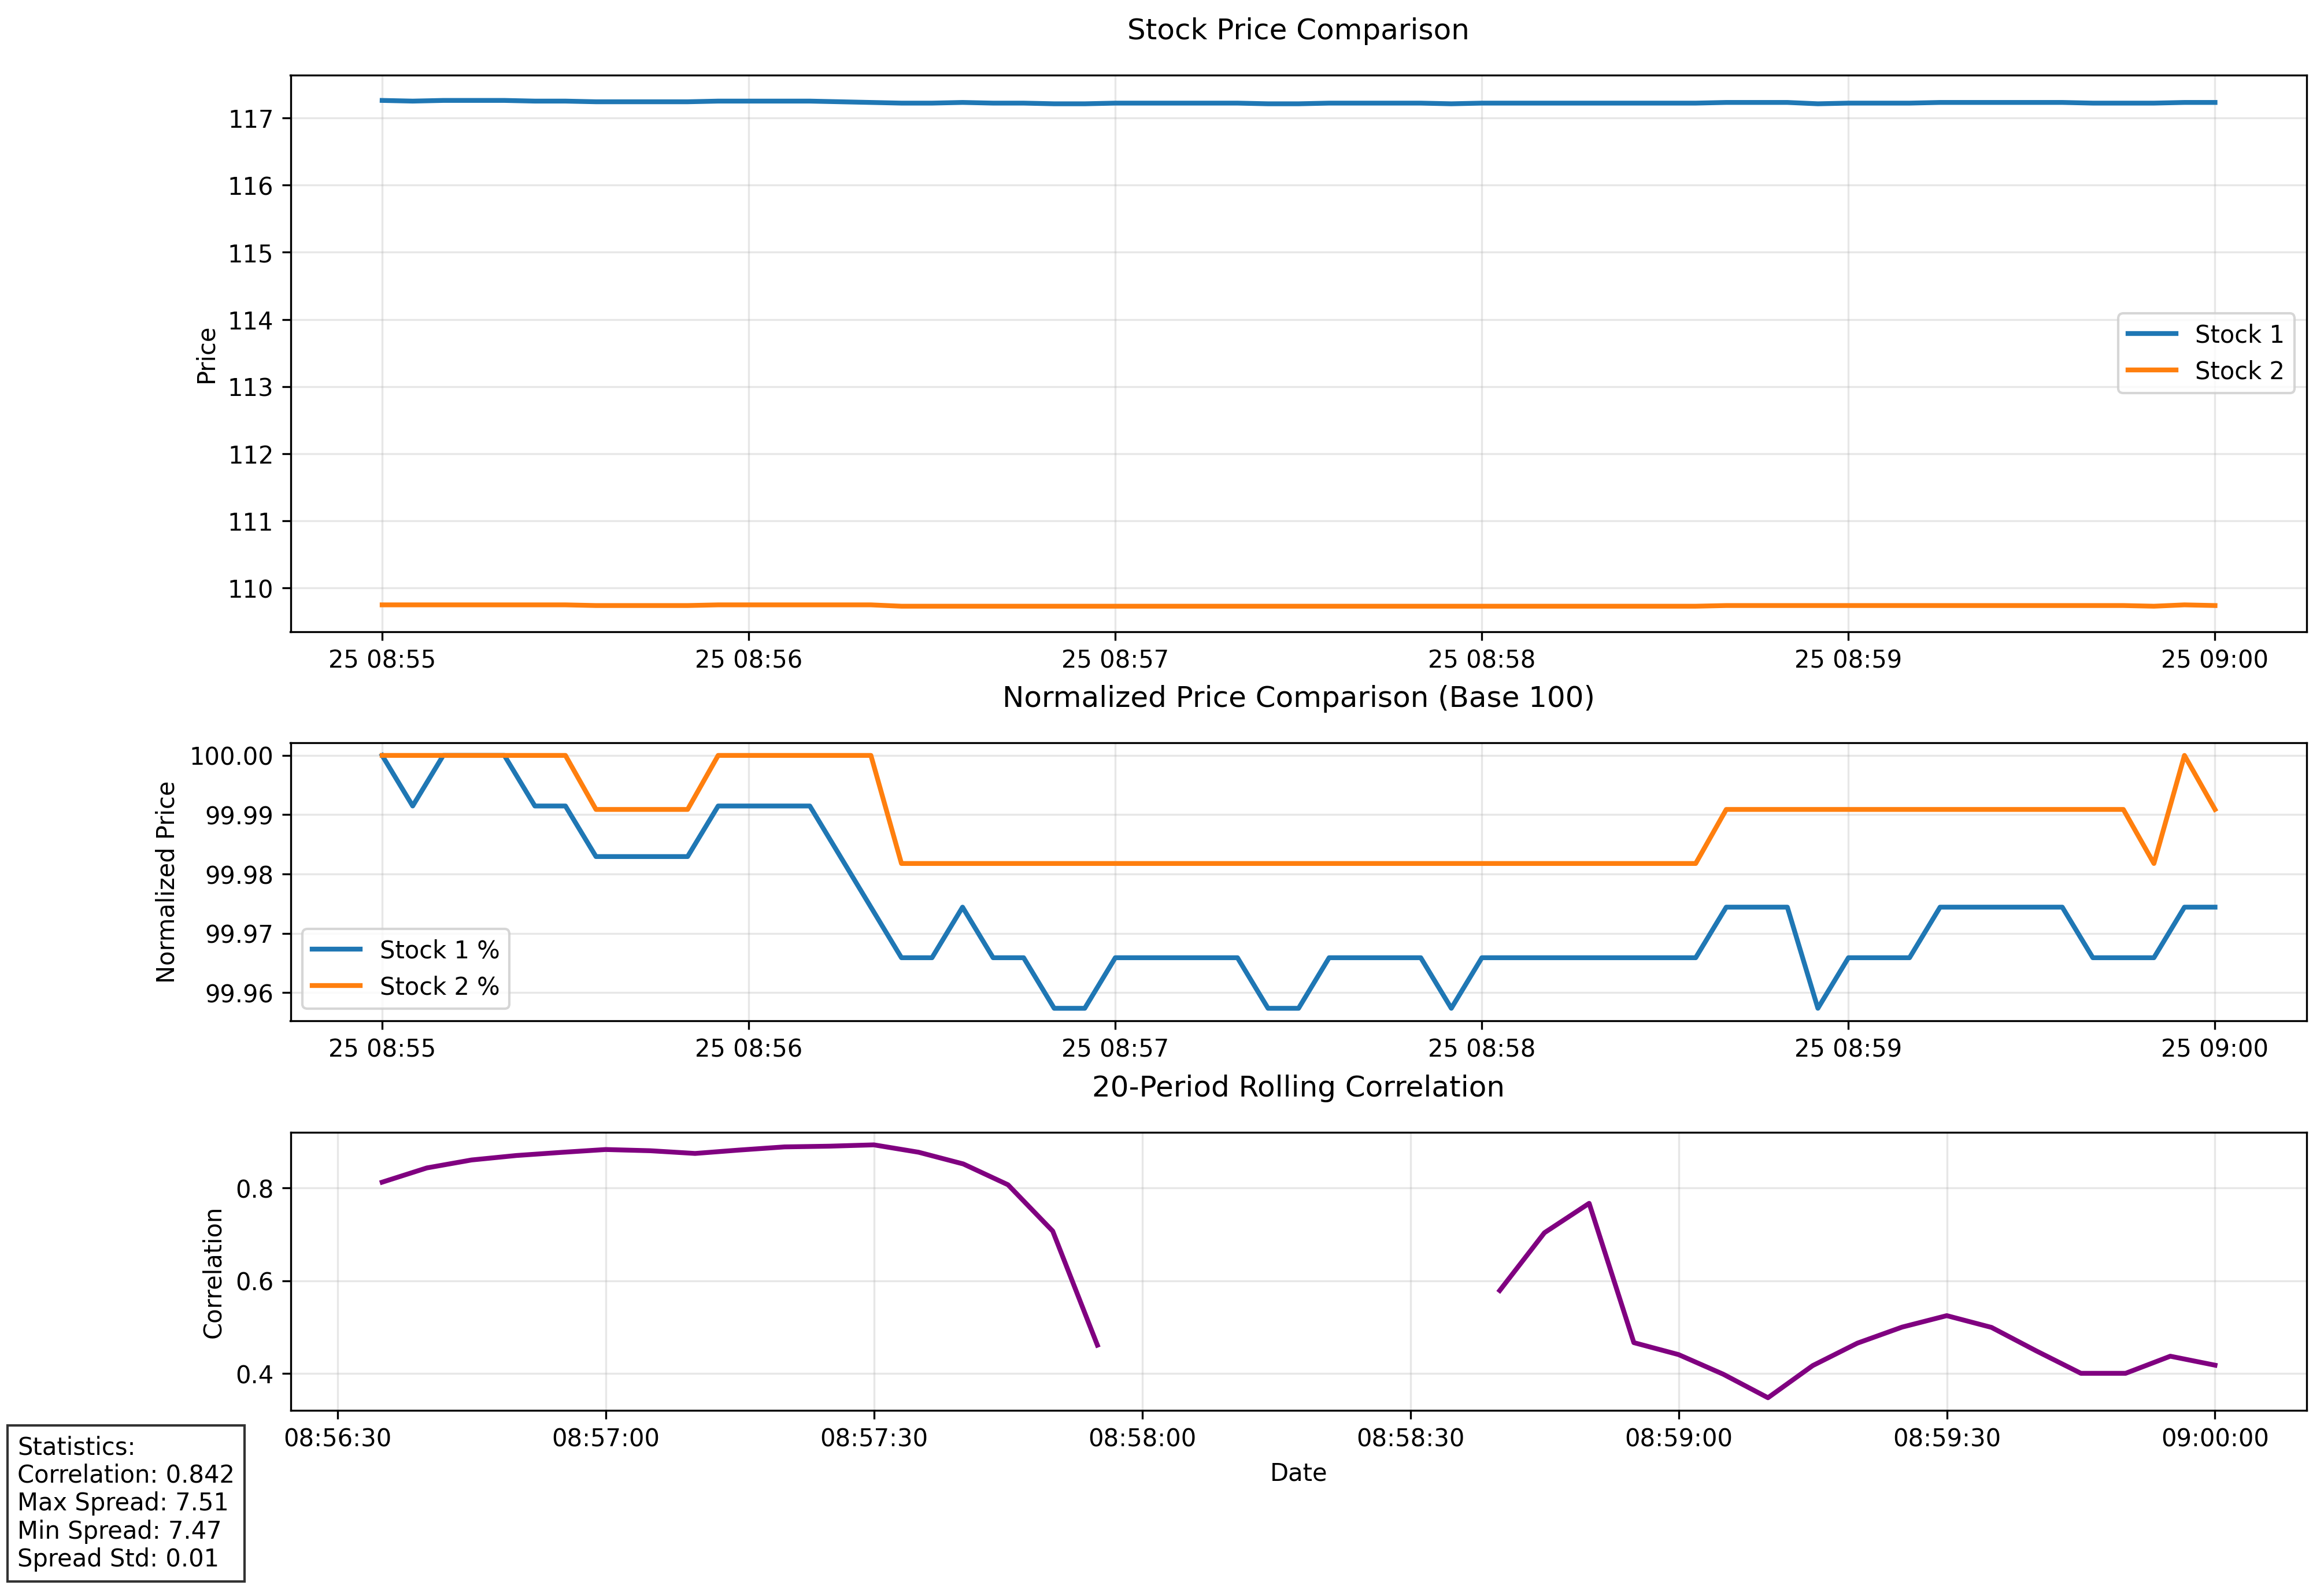 Stock Price Comparison
Price
117
116
115
114
113
112
111
110
Stock 1
Stock 2
25 08:55 25 08:56 25 08:57 25 08:58 25 08:59 25 09:00
Normalized Price Comparison (Base 100)
Normalized Price
100.00
99.99
99.98
99.97
99.96
Stock 1 %
Stock 2 %
25 08:55 25 08:56 25 08:57 25 08:58 25 08:59 25 09:00
20-Period Rolling Correlation
Correlation
0.8
0.6
0.4
08:56:30 08:57:00 08:57:30 08:58:00 08:58:30 08:59:00 08:59:30 09:00:00
Date
Statistics:
Correlation: 0.842
Max Spread: 7.51
Min Spread: 7.47
Spread Std: 0.01